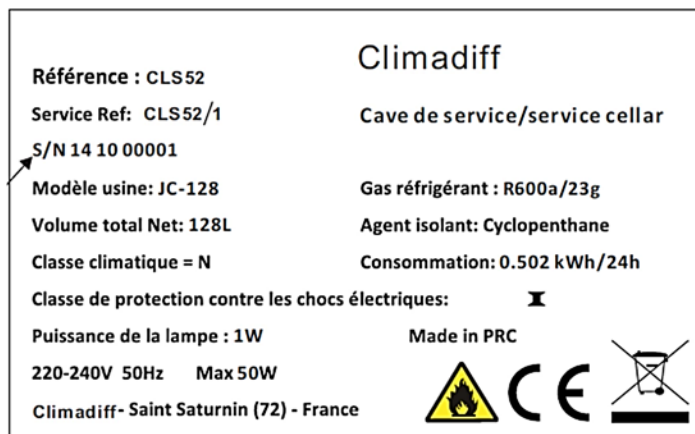 Climadiff
Référence : CLS52
Service Ref: CLS52/1
Cave de service/service cellar
S/N 14 10 00001
Modèle usine: JC-128
Gas réfrigérant : R600a/23g
Volume total Net: 128L
Agent isolant: Cyclopenthane
Classe climatique = N
Consommation: 0.502 kWh/24h
Classe de protection contre les chocs électriques: I
Puissance de la lampe : 1W
Made in PRC
220-240V 50Hz Max 50W
Climadiff- Saint Saturnin (72) - France
CE